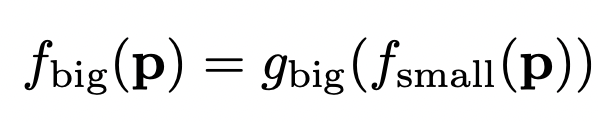 f_big(p) = g_big(f_small(p))